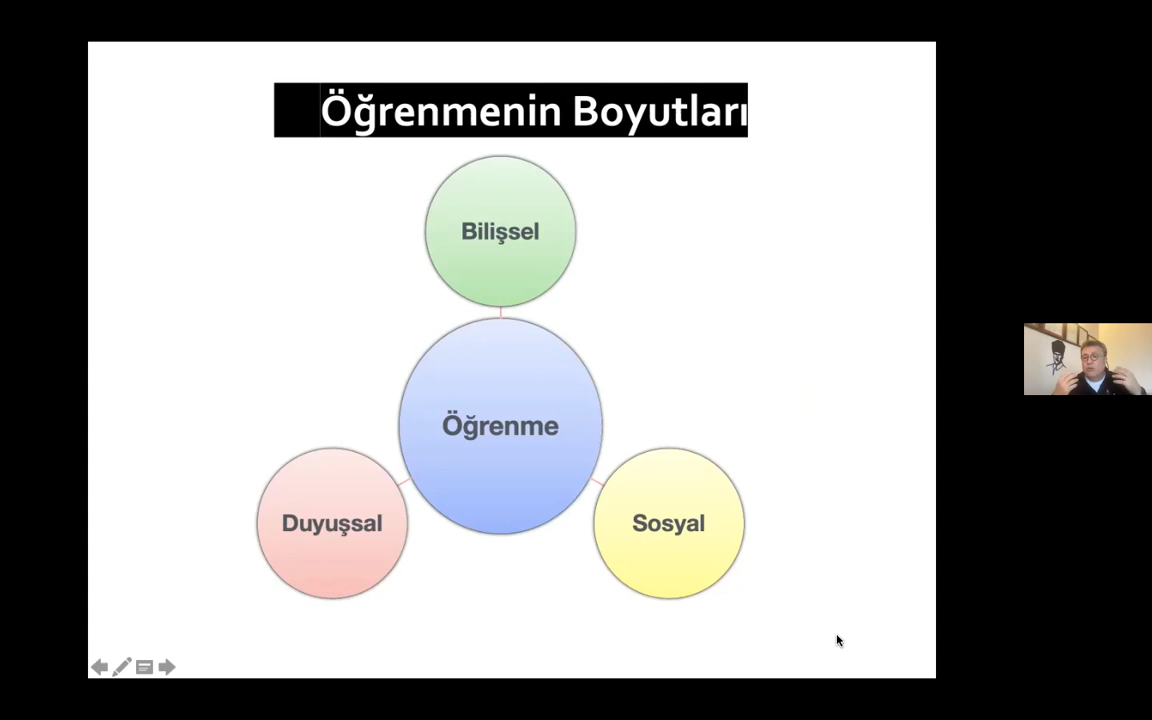 Öğrenmenin Boyutları
Bilişsel
Öğrenme
Duyuşsal
Sosyal